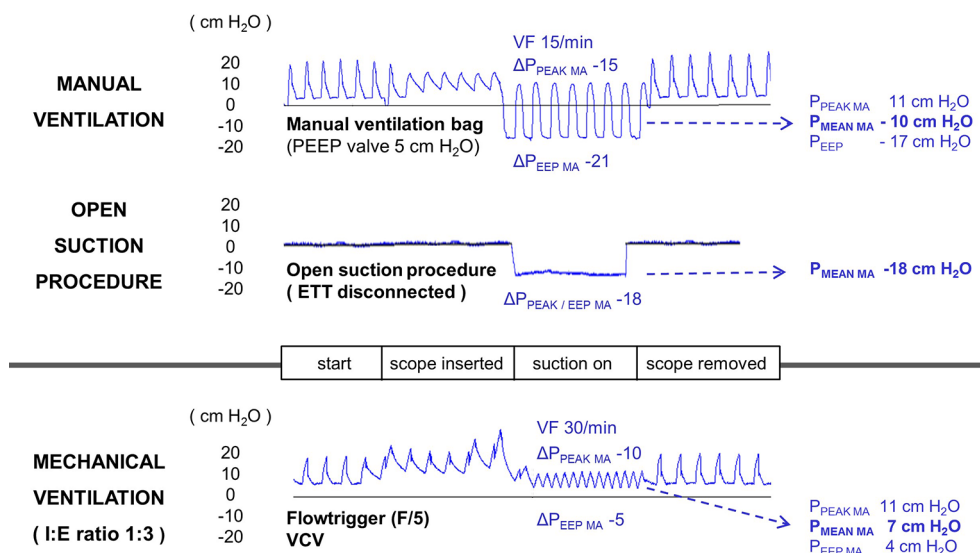 ( cm H2O )
MANUAL
VENTILATION
20
10
0
-10
-20
VF 15/min
ΔPPEAK MA -15
Manual ventilation bag
(PEEP valve 5 cm H2O)
ΔPEEP MA -21
PPEAK MA 11 cm H2O
PMEAN MA - 10 cm H2O
PEEP - 17 cm H2O
OPEN
SUCTION
PROCEDURE
20
10
0
-10
-20
Open suction procedure
( ETT disconnected )
ΔPPEAK / EEP MA -18
PMEAN MA -18 cm H2O
start scope inserted suction on scope removed
( cm H2O )
MECHANICAL
VENTILATION
( I:E ratio 1:3 )
20
10
0
-10
-20
VF 30/min
ΔPPEAK MA -10
Flowtrigger (F/5)
VCV
ΔPEEP MA -5
PPEAK MA 11 cm H2O
PMEAN MA 7 cm H2O
PEEP MA 4 cm H2O